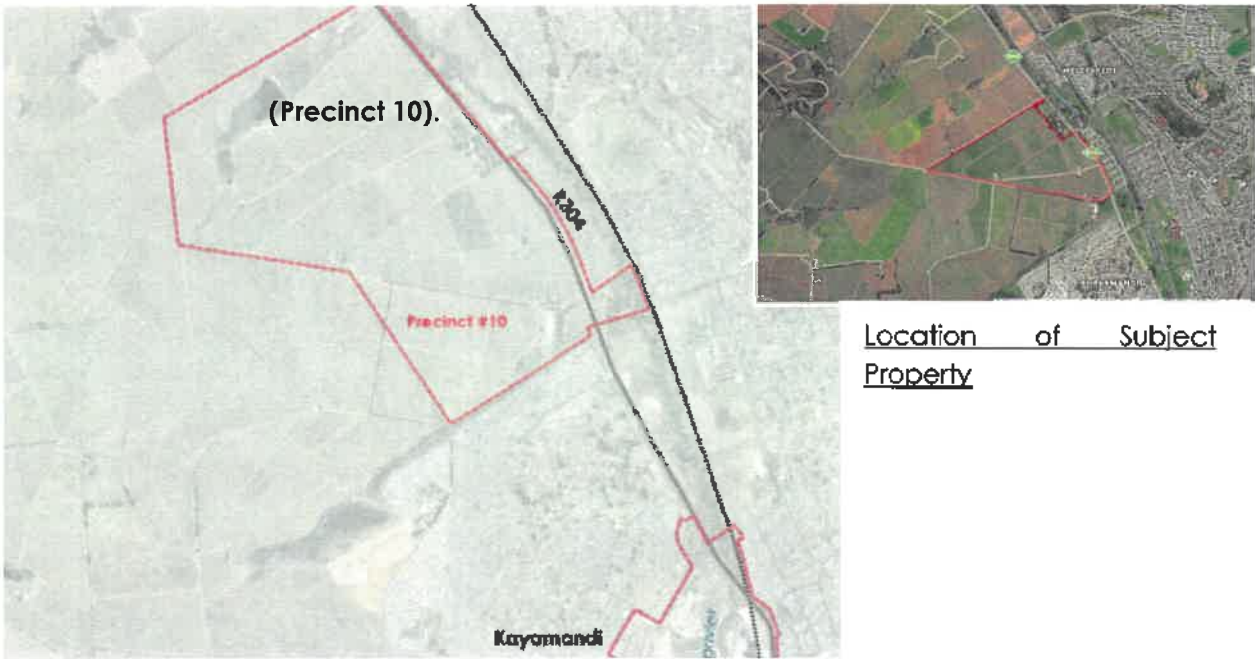 (Precinct 10).
R304
Precinct #10
Kayamandi
Location of Subject
Property